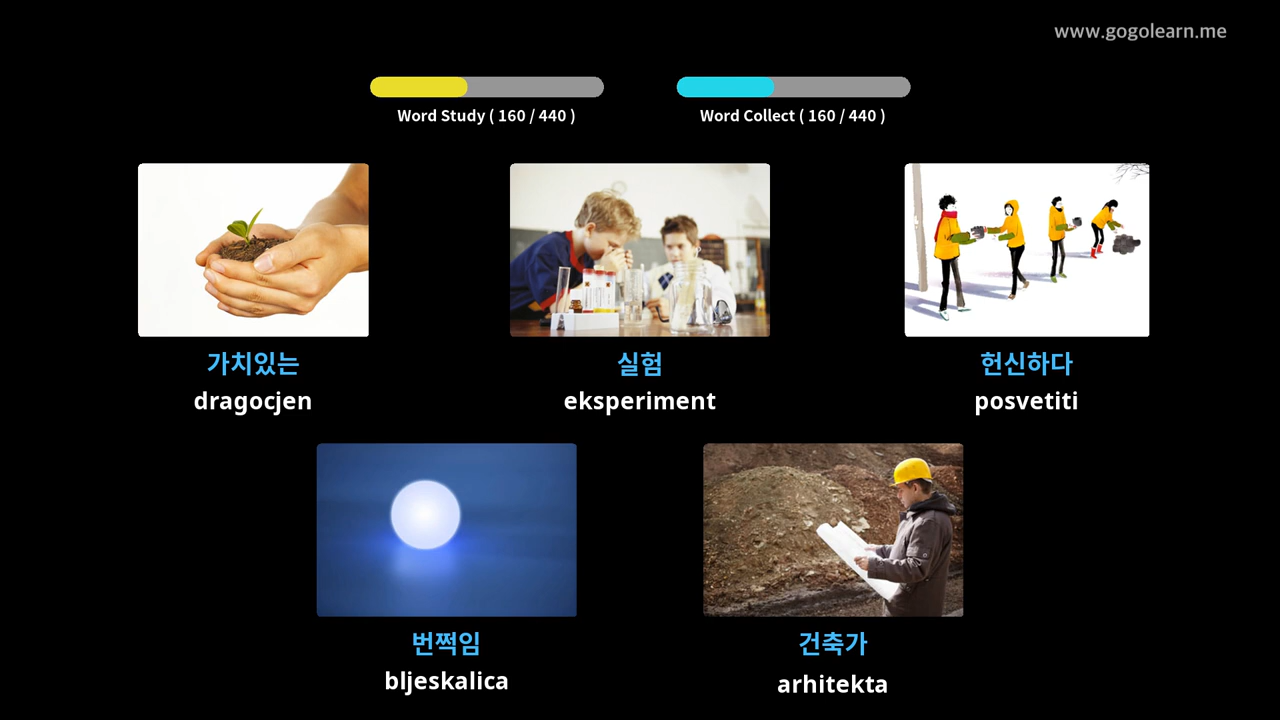 www.gogolearn.me
Word Study ( 160 / 440 )
Word Collect ( 160 / 440 )
가치있는
dragocjen
실험
eksperiment
헌신하다
posvetiti
번쩍임
bljeskalica
건축가
arhitekta